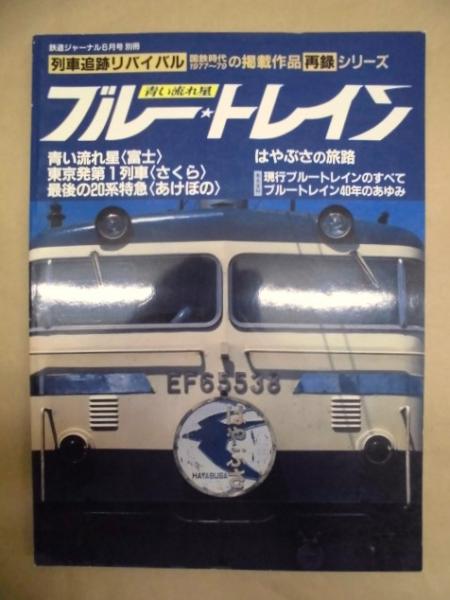 鉄道ジャーナル6月号 別冊
列車追跡リバイバル 国鉄時代 1977〜79 の掲載作品 再録 シリーズ
青い流れ星
ブルー★トレイン
青い流れ星〈富士〉
東京発第1列車〈さくら〉
最後の20系特急〈あけぼの〉
はやぶさの旅路
現行ブルートレインのすべて
ブルートレイン40年のあゆみ
EF65538
はやぶさ
HAYABUSA